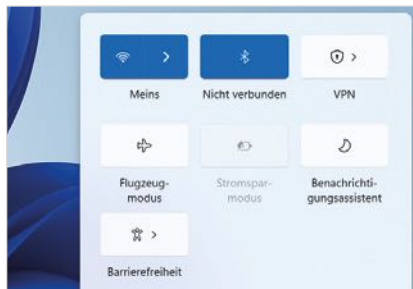 Meins
Nicht verbunden
VPN
Flugzeug-
modus
Stromspar-
modus
Benachrichti-
gungsassistent
Barrierefreiheit